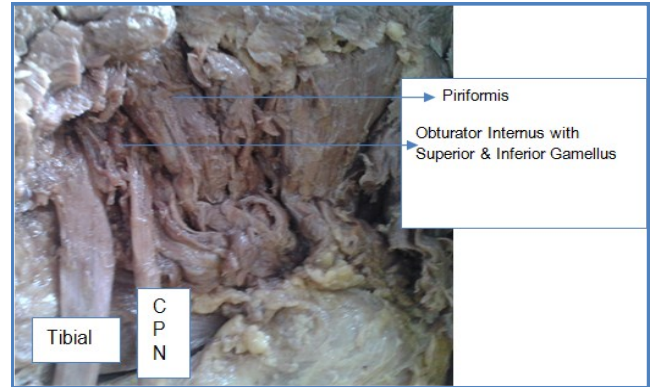 Piriformis
Obturator Internus with
Superior & Inferior Gamellus
C
P
N
Tibial